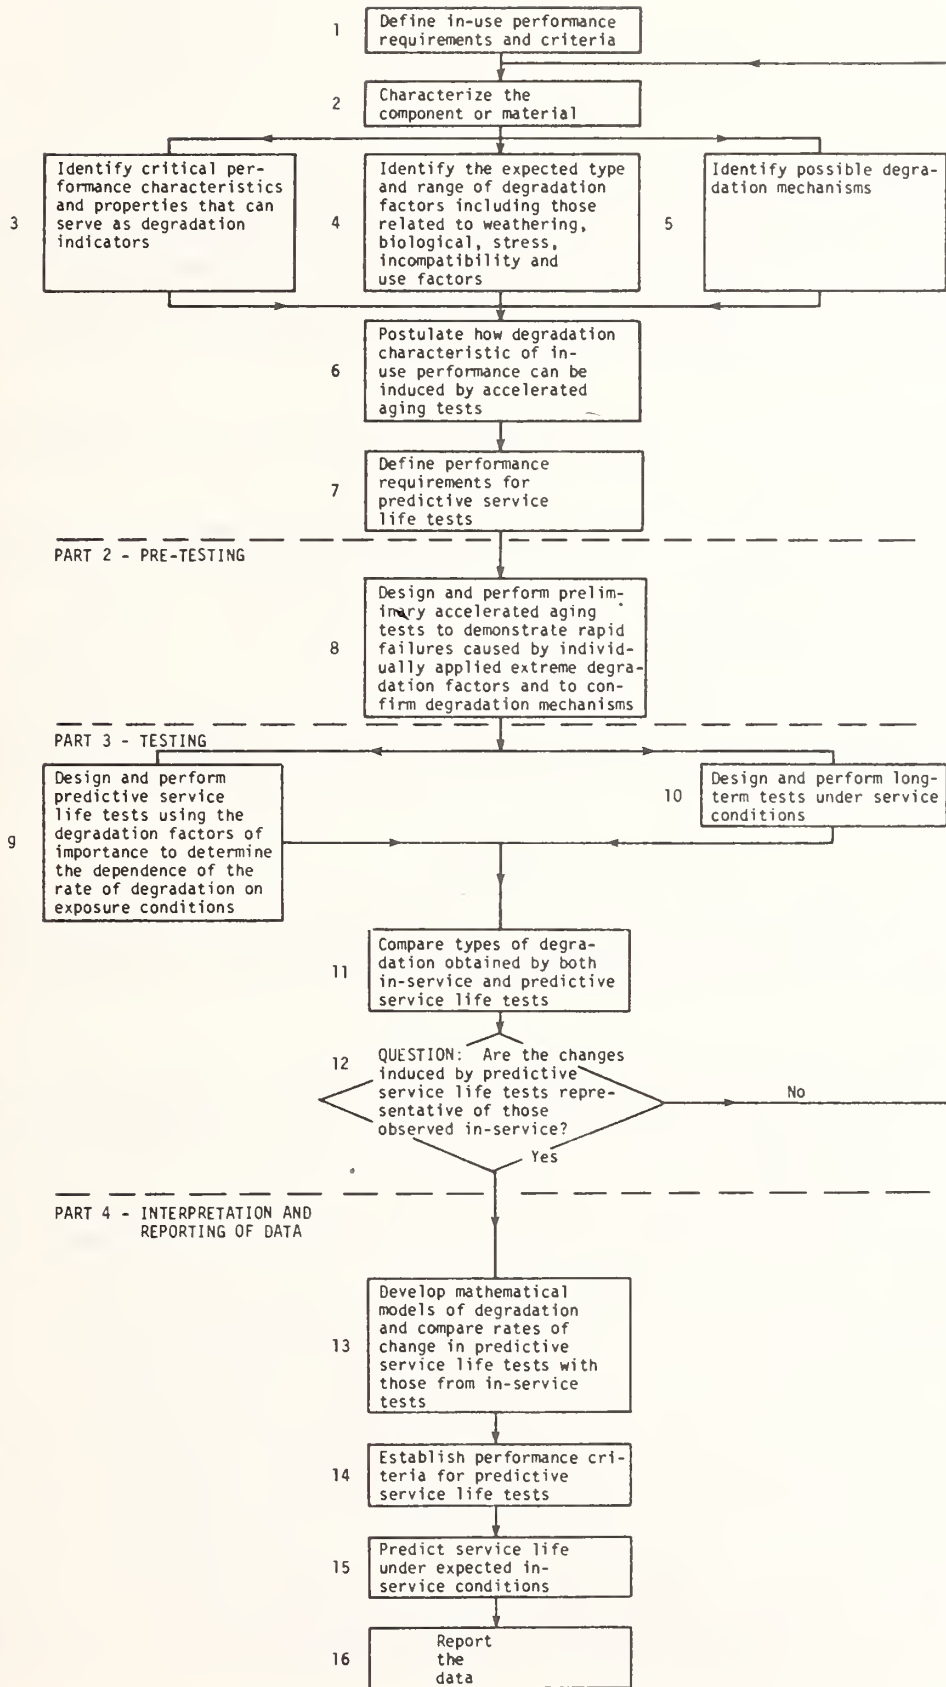 1
Define in-use performance
requirements and criteria
2
Characterize the
component or material
3
Identify critical per-
formance characteristics
and properties that can
serve as degradation
indicators
4
Identify the expected type
and range of degradation
factors including those
related to weathering,
biological, stress,
incompatibility and
use factors
5
Identify possible degra-
dation mechanisms
6
Postulate how degradation
characteristic of in-
use performance can be
induced by accelerated
aging tests
7
Define performance
requirements for
predictive service
life tests
PART 2 - PRE-TESTING
8
Design and perform prelim-
inary accelerated aging
tests to demonstrate rapid
failures caused by individ-
ually applied extreme degra-
dation factors and to con-
firm degradation mechanisms
PART 3 - TESTING
9
Design and perform
predictive service
life tests using the
degradation factors of
importance to determine
the dependence of the
rate of degradation on
exposure conditions
10
Design and perform long-
term tests under service
conditions
11
Compare types of degra-
dation obtained by both
in-service and predictive
service life tests
12
QUESTION: Are the changes
induced by predictive
service life tests repre-
sentative of those
observed in-service?
No
Yes
PART 4 - INTERPRETATION AND
REPORTING OF DATA
13
Develop mathematical
models of degradation
and compare rates of
change in predictive
service life tests with
those from in-service
tests
14
Establish performance cri-
teria for predictive
service life tests
15
Predict service life
under expected in-
service conditions
16
Report
the
data